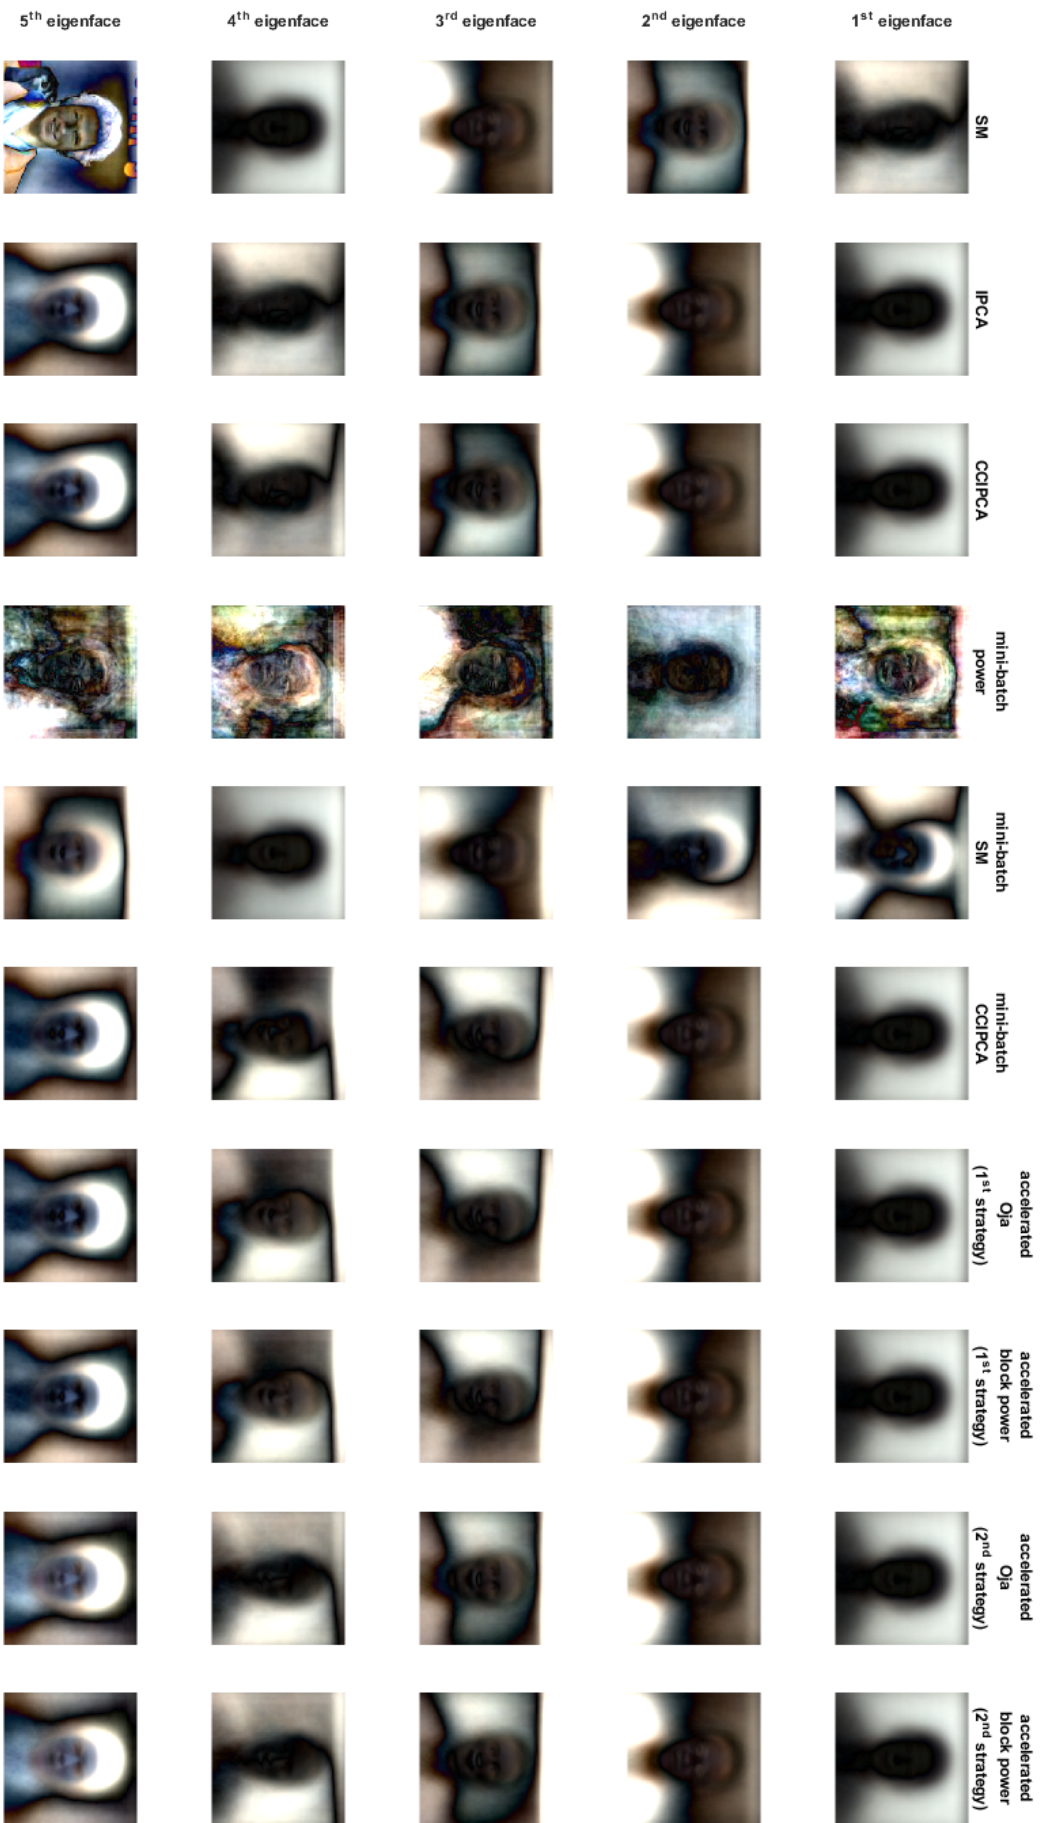 5th eigenface
4th eigenface
3rd eigenface
2nd eigenface
1st eigenface
SM
IPCA
CCIPCA
mini-batch
power
mini-batch
SM
mini-batch
CCIPCA
accelerated
Oja
(1st strategy)
accelerated
block power
(1st strategy)
accelerated
Oja
(2nd strategy)
accelerated
block power
(2nd strategy)